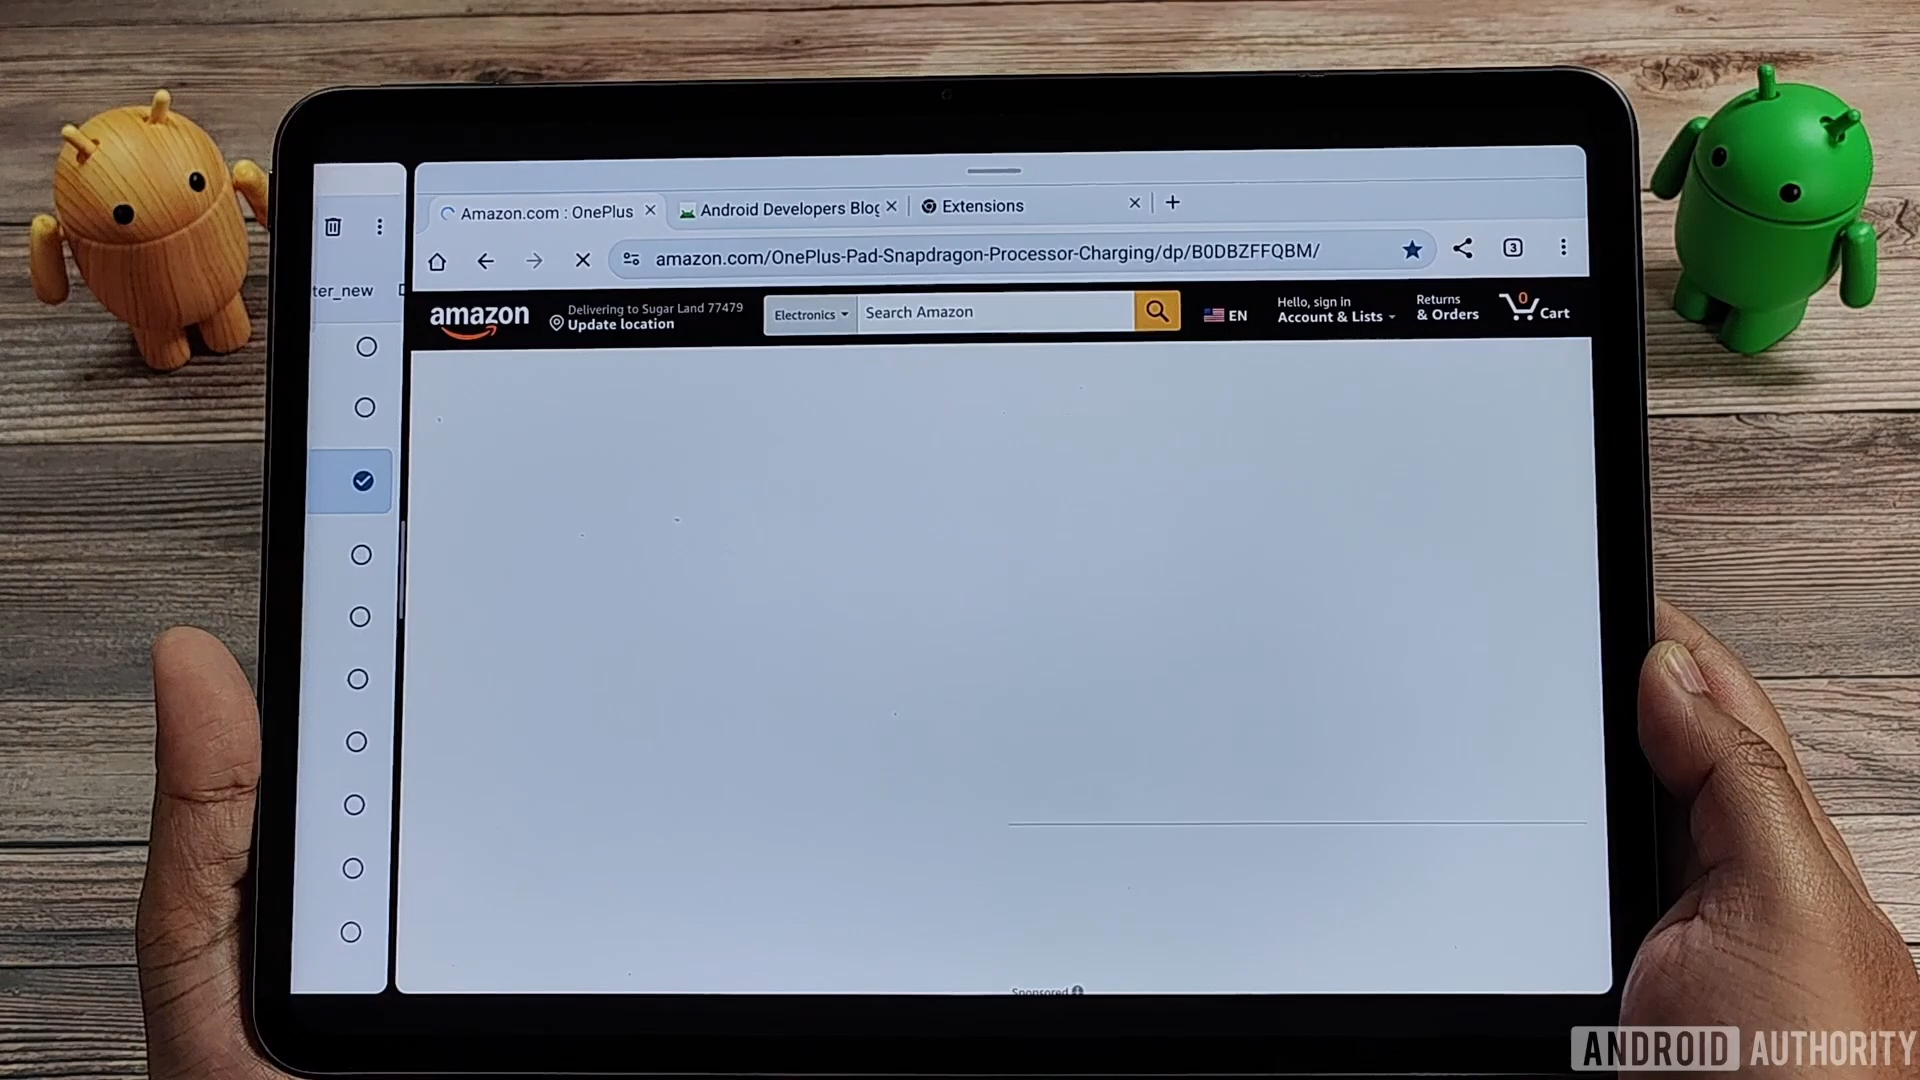 Amazon.com : OnePlus
Android Developers Blog
Extensions
amazon.com/OnePlus-Pad-Snapdragon-Processor-Charging/dp/B0DBZFFQBM/
3
ter_new
amazon
Delivering to Sugar Land 77479
Update location
Electronics
Search Amazon
EN
Hello, sign in
Account & Lists
Returns
& Orders
0
Cart
Sponsored
ANDROID AUTHORITY